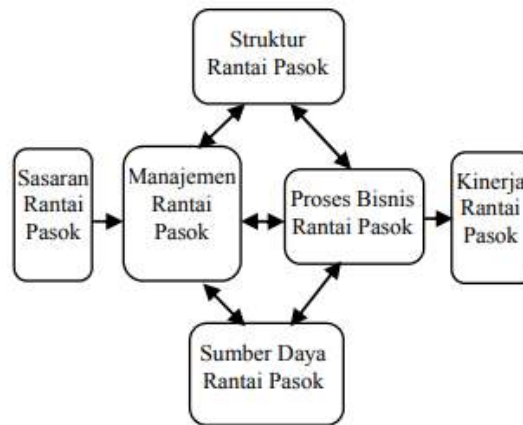 Struktur
Rantai Pasok
Sasaran
Rantai
Pasok
Manajemen
Rantai
Pasok
Proses Bisnis
Rantai Pasok
Kinerja
Rantai
Pasok
Sumber Daya
Rantai Pasok